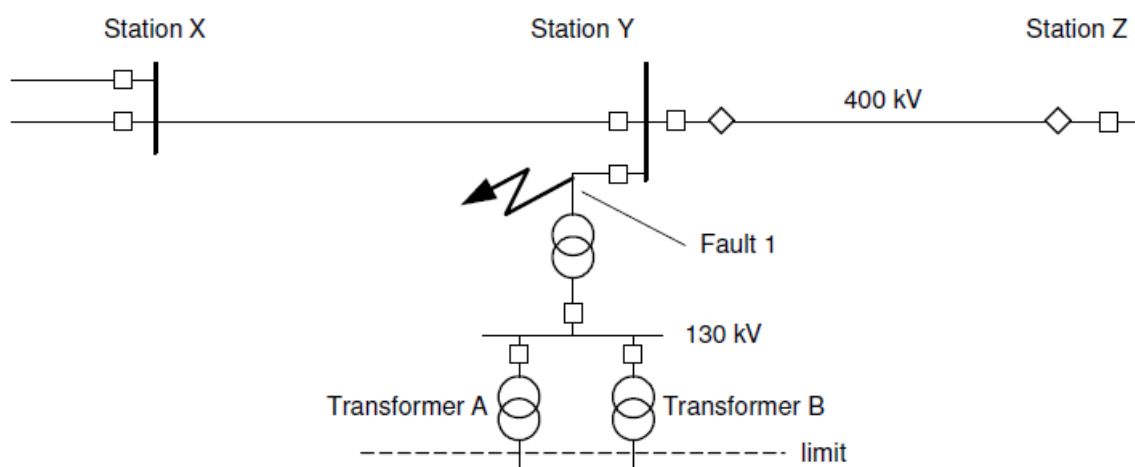 Station X
Station Y
Station Z
400 kV
Fault 1
130 kV
Transformer A
Transformer B
limit